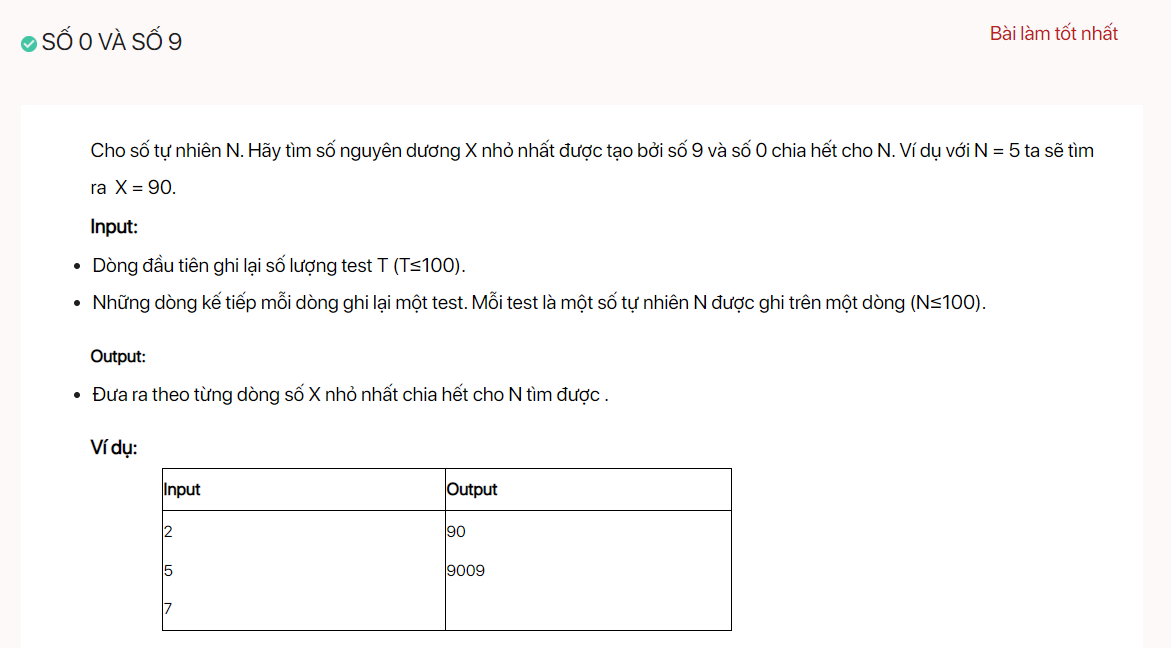 SỐ 0 VÀ SỐ 9
Bài làm tốt nhất
Cho số tự nhiên N. Hãy tìm số nguyên dương X nhỏ nhất được tạo bởi số 9 và số 0 chia hết cho N. Ví dụ với N = 5 ta sẽ tìm
ra X = 90.
Input:
• Dòng đầu tiên ghi lại số lượng test T (T≤100).
• Những dòng kế tiếp mỗi dòng ghi lại một test. Mỗi test là một số tự nhiên N được ghi trên một dòng (N≤100).
Output:
• Đưa ra theo từng dòng số X nhỏ nhất chia hết cho N tìm được .
Ví dụ:
Input Output
2 90
5 9009
7